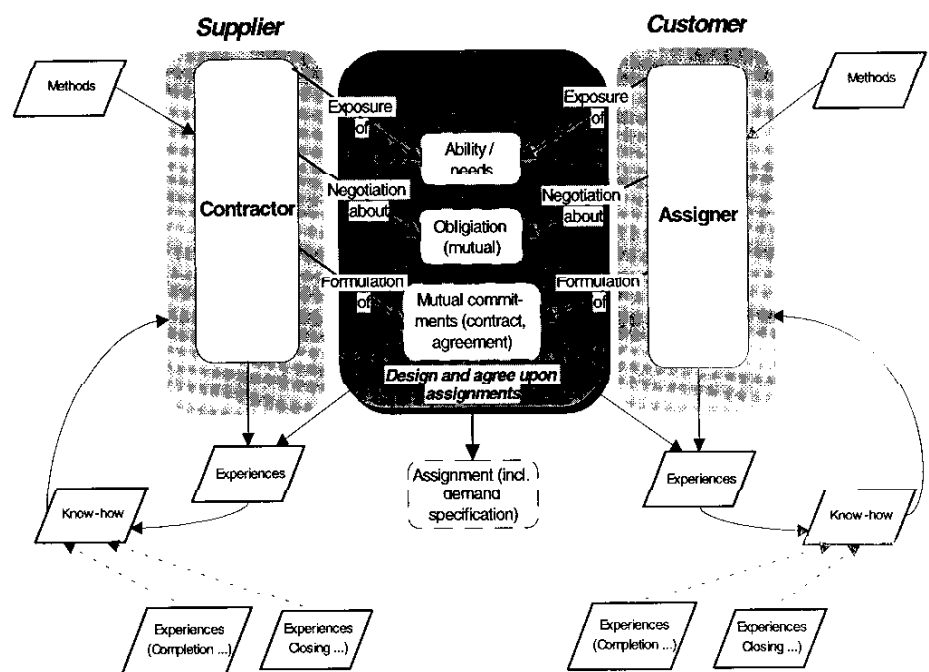 Supplier
Customer
Methods
Methods
Exposure
of
Exposure
of
Ability /
needs
Negotiation
about
Negotiation
about
Contractor
Assigner
Obligiation
(mutual)
Formulation
of
Formulation
of
Mutual commit-
ments (contract,
agreement)
Design and agree upon
assignments
Experiences
Assignment (incl.
demand
specification)
Experiences
Know-how
Know-how
Experiences
(Completion ...)
Experiences
Closing ...)
Experiences
(Completion ...)
Experiences
Closing ...)